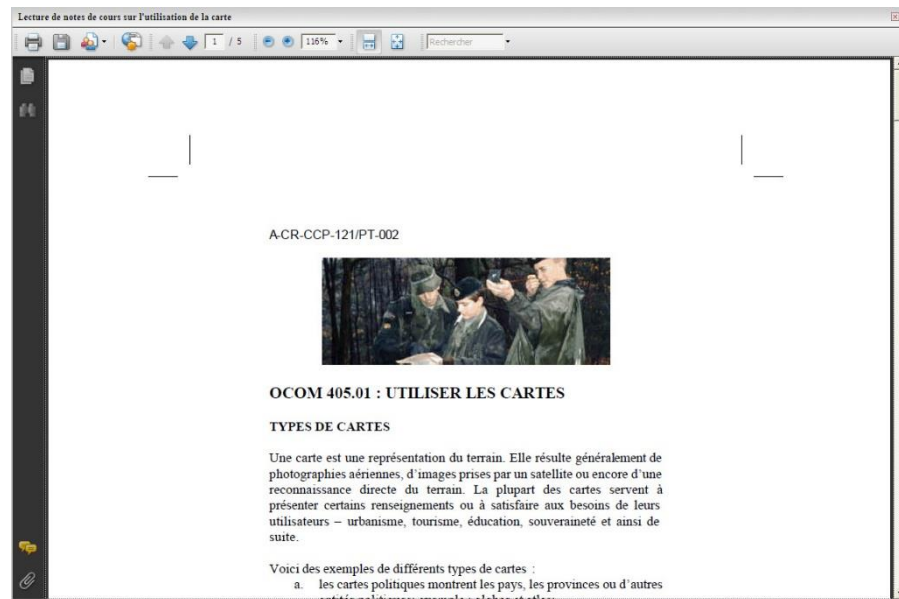 Lecture de notes de cours sur l'utilisation de la carte
1 / 5
116%
Rechercher
A-CR-CCP-121/PT-002
OCOM 405.01 : UTILISER LES CARTES
TYPES DE CARTES
Une carte est une représentation du terrain. Elle résulte généralement de
photographies aériennes, d'images prises par un satellite ou encore d'une
reconnaissance directe du terrain. La plupart des cartes servent à
présenter certains renseignements ou à satisfaire aux besoins de leurs
utilisateurs – urbanisme, tourisme, éducation, souveraineté et ainsi de
suite.
Voici des exemples de différents types de cartes :
a. les cartes politiques montrent les pays, les provinces ou d'autres